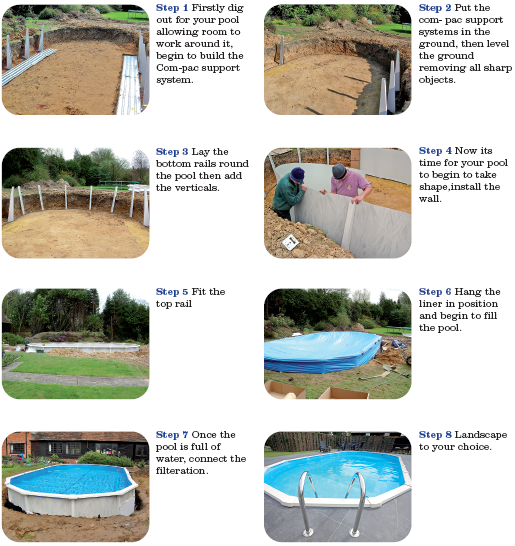 Step 1 Firstly dig
out for your pool
allowing room to
work around it,
begin to build the
Com-pac support
system.
Step 2 Put the
com- pac support
systems in the
ground, then level
the ground
removing all sharp
objects.
Step 3 Lay the
bottom rails round
the pool then add
the verticals.
Step 4 Now its
time for your pool
to begin to take
shape,install the
wall.
Step 5 Fit the
top rail
Step 6 Hang the
liner in position
and begin to fill
the pool.
Step 7 Once the
pool is full of
water, connect the
filteration.
Step 8 Landscape
to your choice.